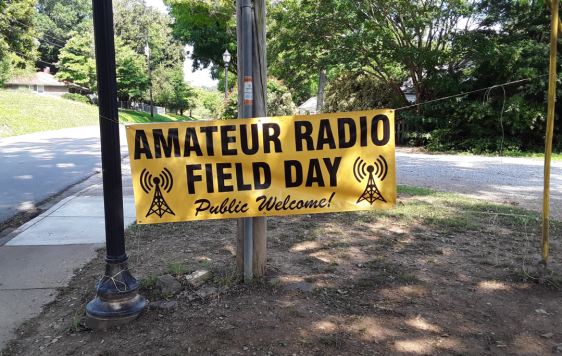 AMATEUR RADIO
FIELD DAY
Public Welcome!